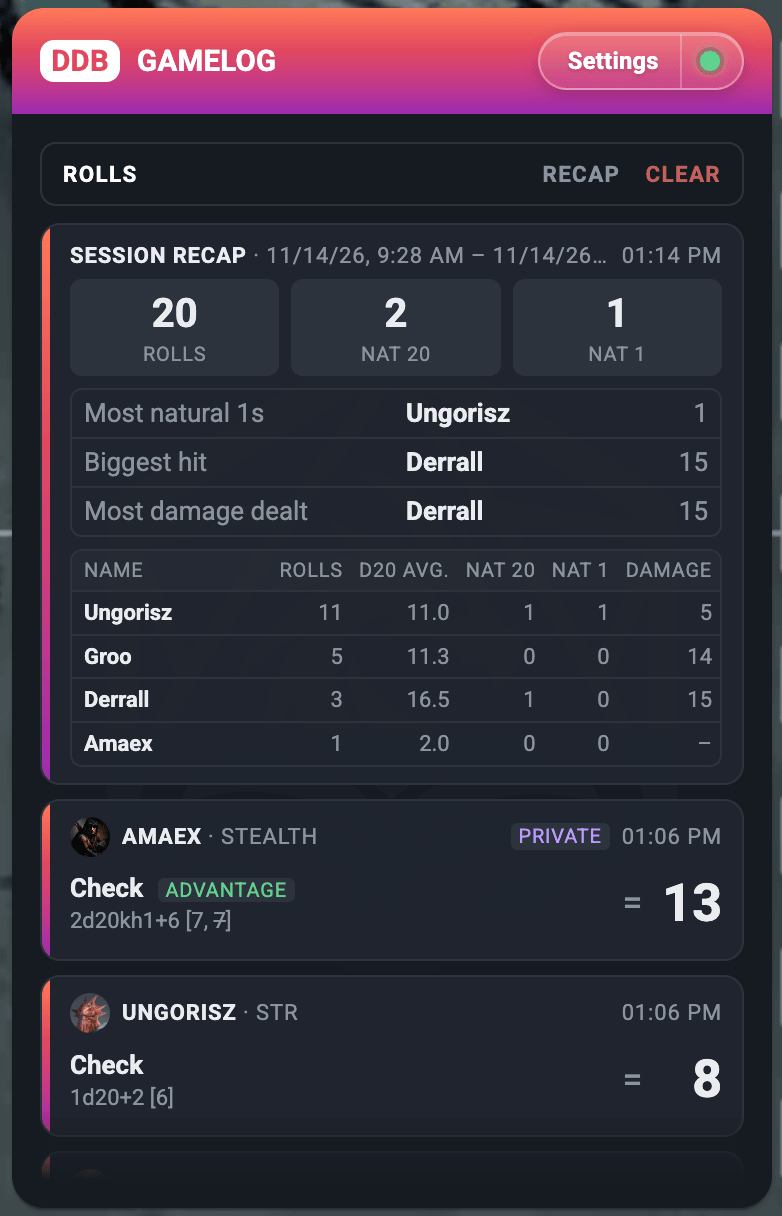 DDB GAMELOG Settings
ROLLS RECAP CLEAR
SESSION RECAP · 11/14/26, 9:28 AM – 11/14/26… 01:14 PM
20 2 1
ROLLS NAT 20 NAT 1
Most natural 1s Ungorisz 1
Biggest hit Derrall 15
Most damage dealt Derrall 15
NAME ROLLS D20 AVG. NAT 20 NAT 1 DAMAGE
Ungorisz 11 11.0 1 1 5
Groo 5 11.3 0 0 14
Derrall 3 16.5 1 0 15
Amaex 1 2.0 0 0 –
AMAEX · STEALTH PRIVATE 01:06 PM
Check ADVANTAGE
2d20kh1+6 [7, 7] = 13
UNGORISZ · STR 01:06 PM
Check
1d20+2 [6] = 8